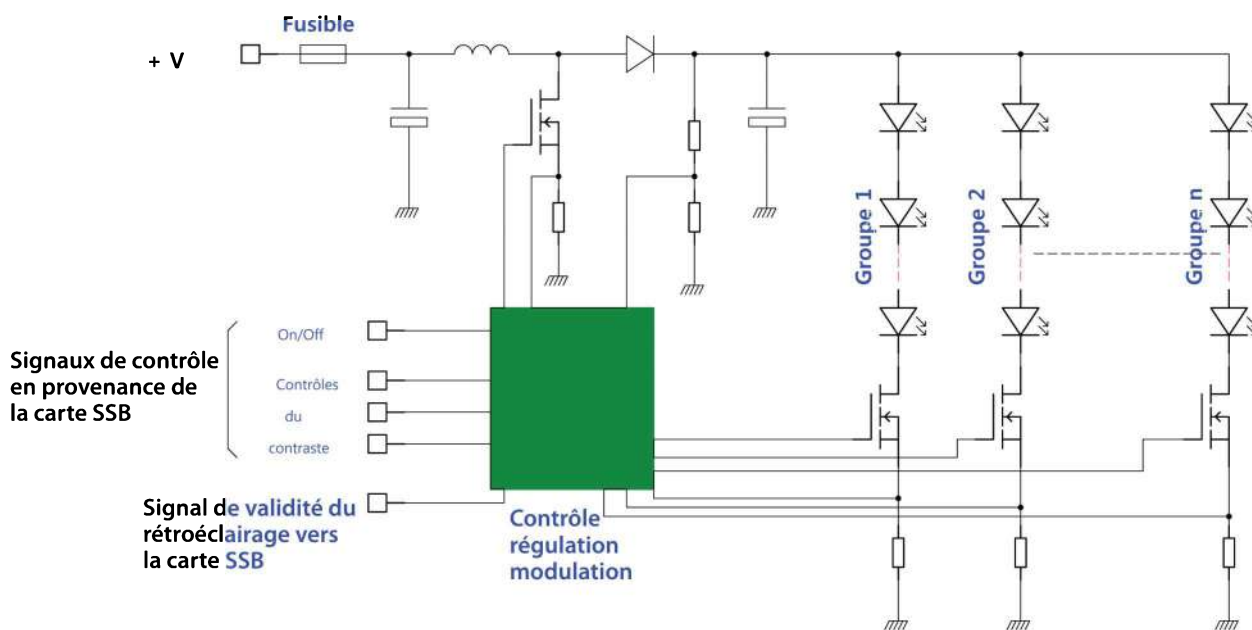 Fusible
+ V
Groupe 1
Groupe 2
Groupe n
On/Off
Signaux de contrôle
en provenance de
la carte SSB
Contrôles
du
contraste
Signal de validité du
rétroéclairage vers
la carte SSB
Contrôle
régulation
modulation